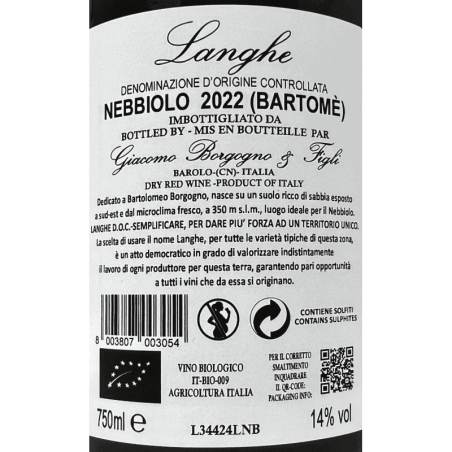 Langhe
DENOMINAZIONE D'ORIGINE CONTROLLATA
NEBBIOLO 2022 (BARTOMÈ)
IMBOTTIGLIATO DA
BOTTLED BY - MIS EN BOUTTEILLE PAR
Giacomo Borgogno & Figli
BAROLO-(CN)- ITALIA
DRY RED WINE -PRODUCT OF ITALY
Dedicato a Bartolomeo Borgogno, nasce su un suolo ricco di sabbia esposto
a sud-est e dal microclima fresco, a 350 m s.l.m., luogo ideale per il Nebbiolo.
LANGHE D.O.C.-SEMPLIFICARE, PER DARE PIU' FORZA AD UN TERRITORIO UNICO.
La scelta di usare il nome Langhe, per tutte le varietà tipiche di questa zona,
è un atto democratico in grado di valorizzare indistintamente
il lavoro di ogni produttore per questa terra, garantendo pari opportunità
a tutti i vini che da essa si originano.
CONTIENE SOLFITI
CONTAINS SULPHITES
8 003807 003054
VINO BIOLOGICO
IT-BIO-009
AGRICOLTURA ITALIA
PER IL CORRETTO
SMALTIMENTO
INQUADRARE
IL QR-CODE:
PACKAGING INFO:
750ml e
14% vol
L34424LNB